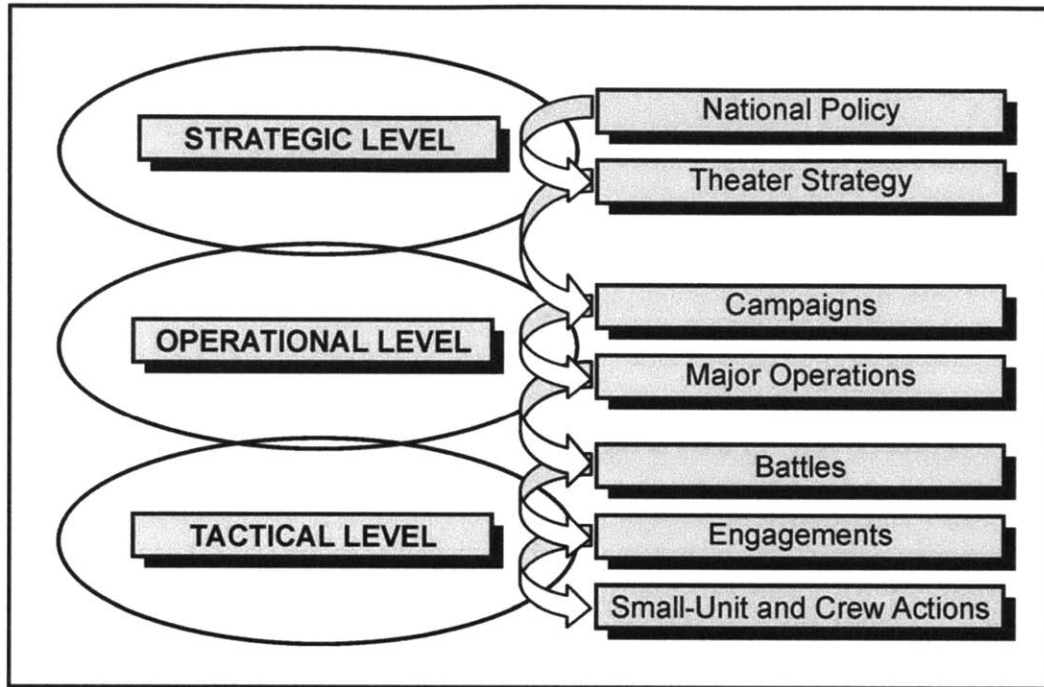 STRATEGIC LEVEL
National Policy
Theater Strategy
OPERATIONAL LEVEL
Campaigns
Major Operations
TACTICAL LEVEL
Battles
Engagements
Small-Unit and Crew Actions